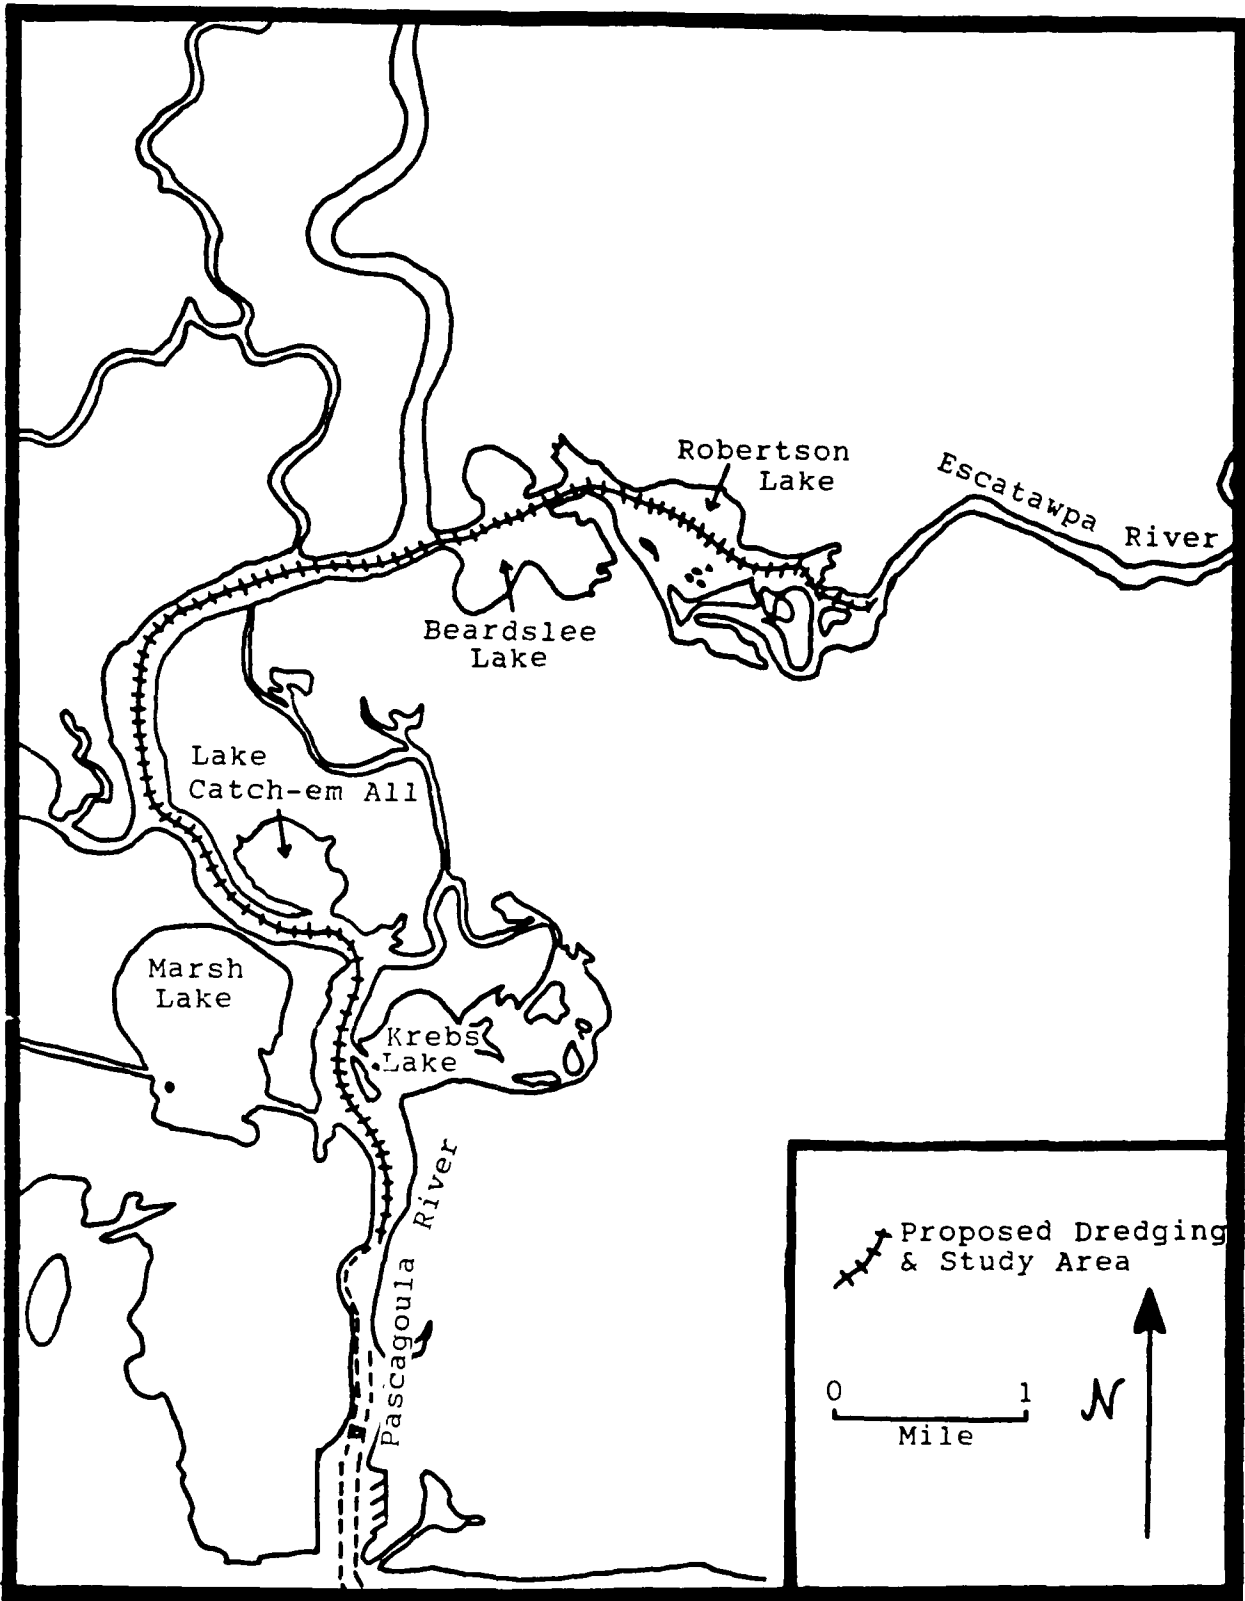 Robertson
Lake
Escatawpa River
Beardslee
Lake
Lake
Catch-em All
Marsh
Lake
Krebs
Lake
Pascagoula River
Proposed Dredging
& Study Area
0 1
Mile
N